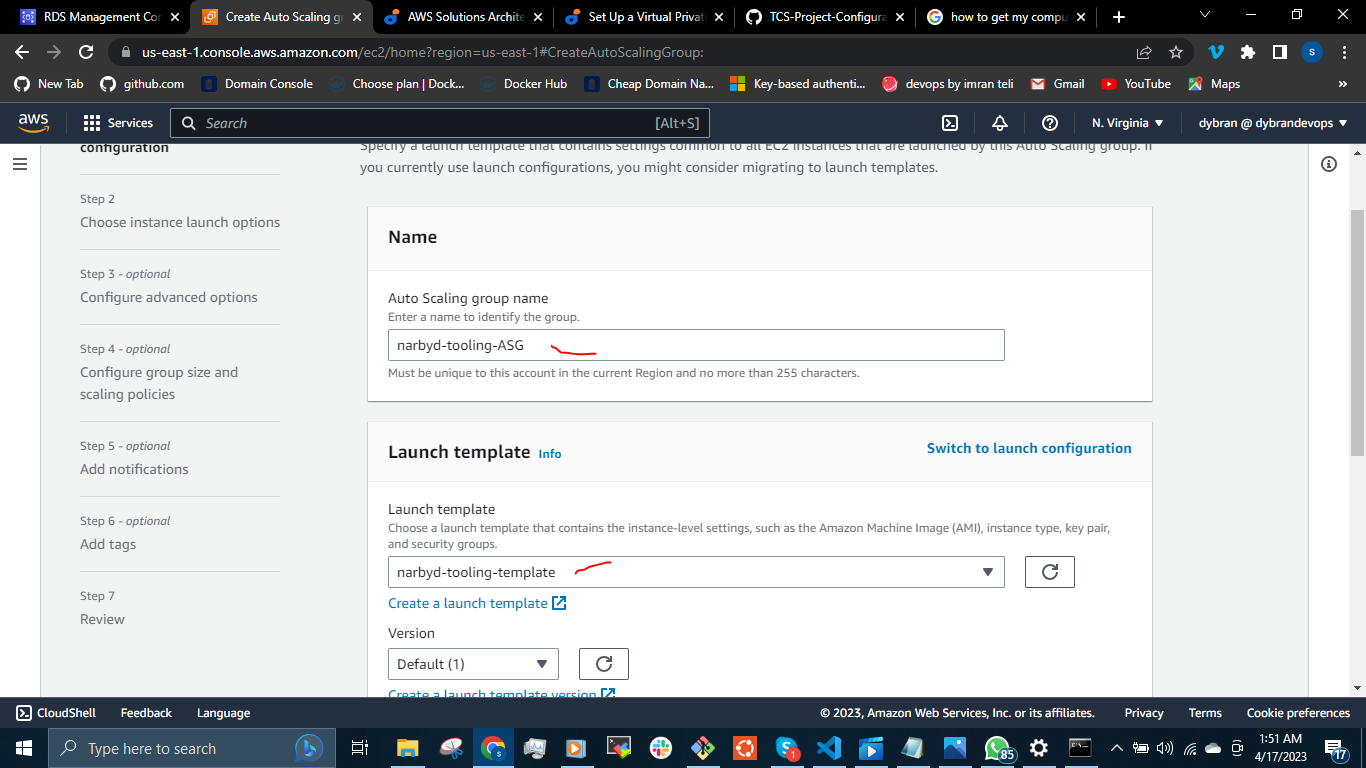 RDS Management Cor
Create Auto Scaling gr
AWS Solutions Archite
Set Up a Virtual Privat
TCS-Project-Configura
how to get my compu
us-east-1.console.aws.amazon.com/ec2/home?region=us-east-1#CreateAutoScalingGroup:
S
New Tab
github.com
Domain Console
Choose plan | Dock...
Docker Hub
Cheap Domain Na...
Key-based authenti...
devops by imran teli
Gmail
YouTube
Maps
»
aws
Services
Search
[Alt+S]
N. Virginia
dybran @ dybrandevops
configuration
Step 2
Choose instance launch options
Step 3 - optional
Configure advanced options
Step 4 - optional
Configure group size and
scaling policies
Step 5 - optional
Add notifications
Step 6 - optional
Add tags
Step 7
Review
Specify a launch template that contains settings common to all EC2 instances that are launched by this Auto Scaling group. If
you currently use launch configurations, you might consider migrating to launch templates.
Name
Auto Scaling group name
Enter a name to identify the group.
narbyd-tooling-ASG
Must be unique to this account in the current Region and no more than 255 characters.
Launch template Info
Switch to launch configuration
Launch template
Choose a launch template that contains the instance-level settings, such as the Amazon Machine Image (AMI), instance type, key pair,
and security groups.
narbyd-tooling-template
Create a launch template
Version
Default (1)
Create a launch template version
CloudShell
Feedback
Language
© 2023, Amazon Web Services, Inc. or its affiliates.
Privacy
Terms
Cookie preferences
Type here to search
1
85
1:51 AM
4/17/2023
17